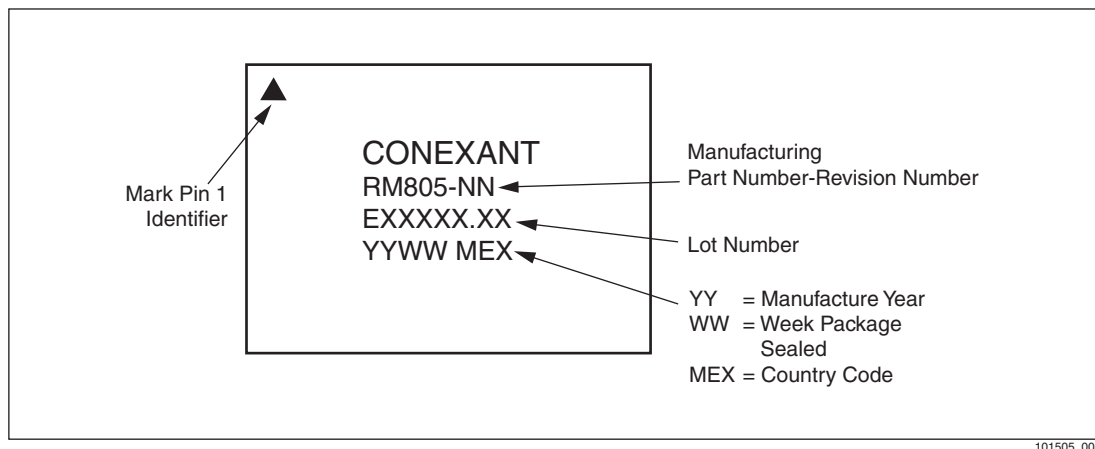 Mark Pin 1
Identifier
CONEXANT
RM805-NN
EXXXXX.XX
YYWW MEX
Manufacturing
Part Number-Revision Number
Lot Number
YY = Manufacture Year
WW = Week Package
Sealed
MEX = Country Code